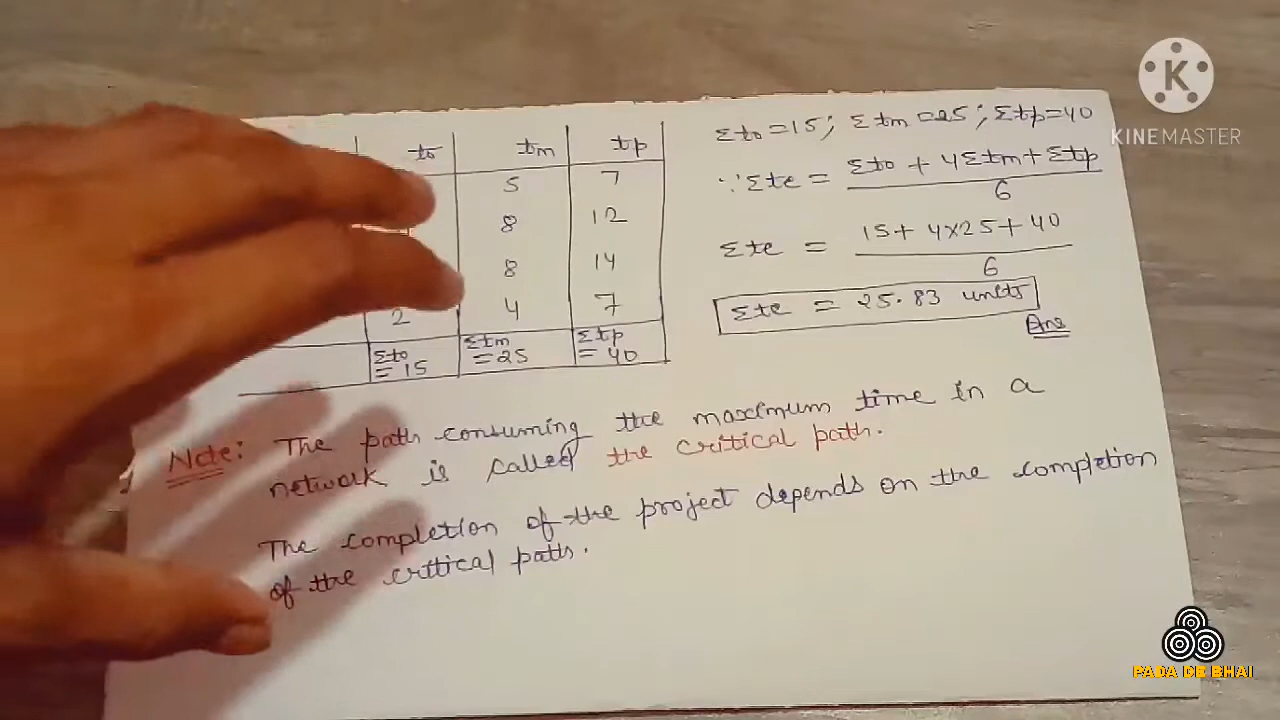 to tm tp
5 7
8 12
8 14
2 4 7
Σto Σtm Σtp
= 15 = 25 = 40
Σto = 15; Σtm = 25; Σtp = 40
∵ Σte = Σto + 4Σtm + Σtp
6
Σte = 15 + 4×25 + 40
6
Σte = 25.83 units
Ans
Note: The path consuming the maximum time in a
network is called the critical path.
The completion of the project depends on the completion
of the critical path.
K
KINEMASTER
PADA DE BHAI